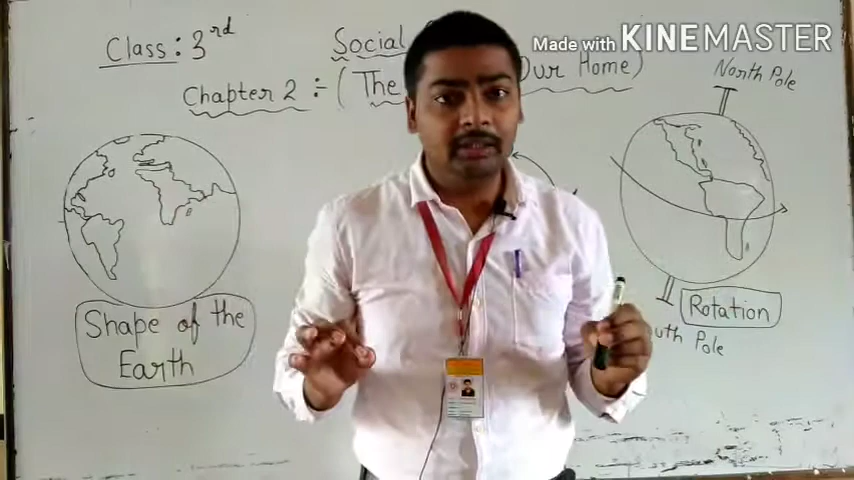 Class : 3rd
Social
Made with KINEMASTER
Chapter 2 :- (The Our Home)
North Pole
Shape of the
Earth
Rotation
Pole